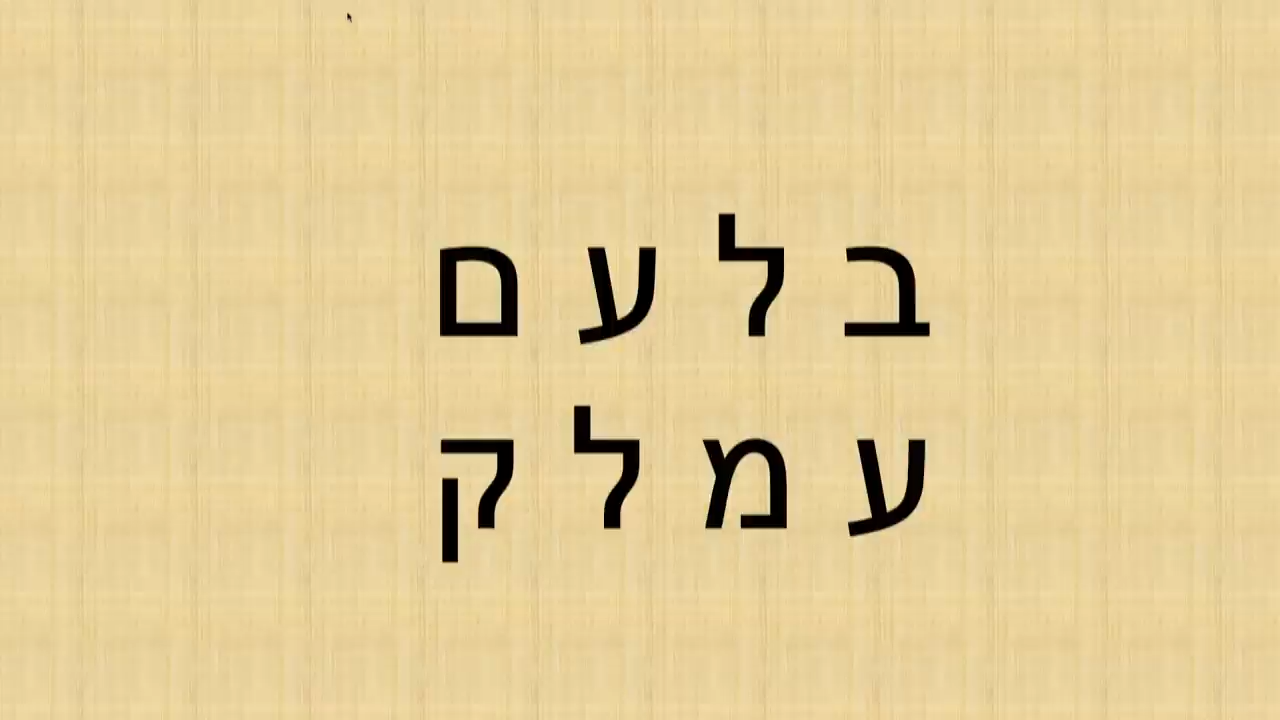 ב ל ע ם
ע מ ל ק